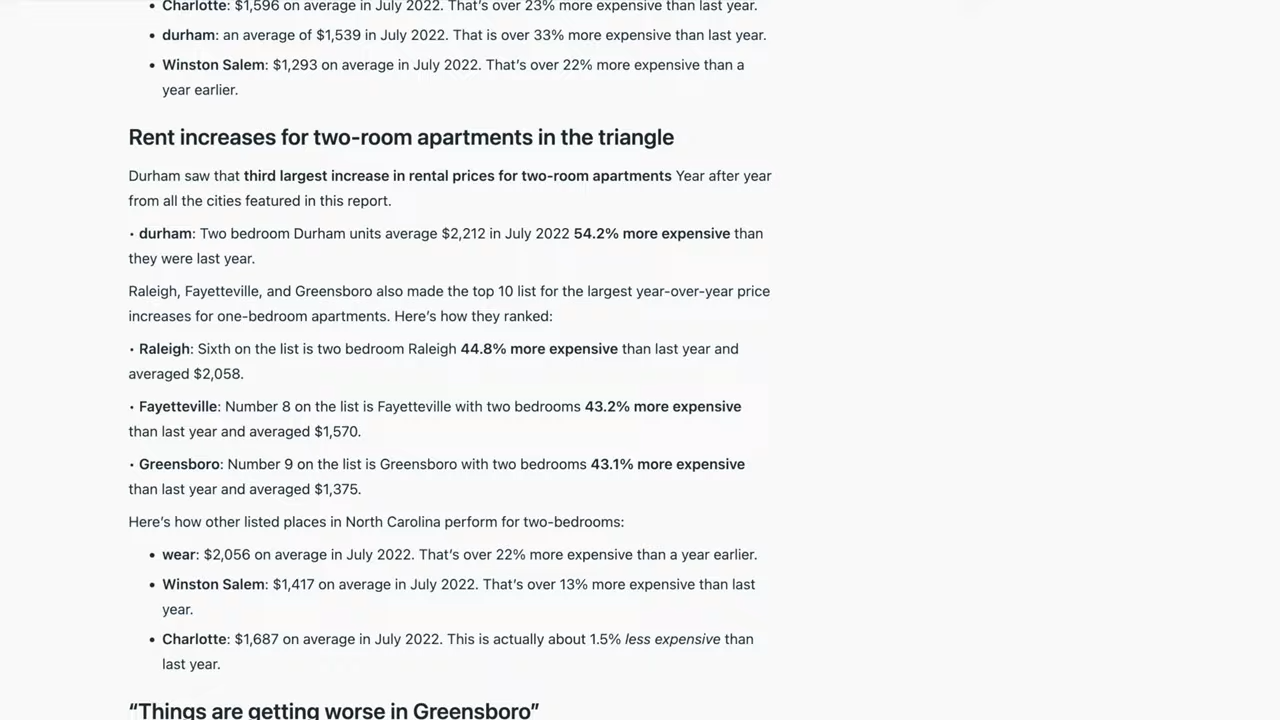 • Charlotte: $1,596 on average in July 2022. That's over 23% more expensive than last year.
• durham: an average of $1,539 in July 2022. That is over 33% more expensive than last year.
• Winston Salem: $1,293 on average in July 2022. That's over 22% more expensive than a
year earlier.
Rent increases for two-room apartments in the triangle
Durham saw that third largest increase in rental prices for two-room apartments Year after year
from all the cities featured in this report.
• durham: Two bedroom Durham units average $2,212 in July 2022 54.2% more expensive than
they were last year.
Raleigh, Fayetteville, and Greensboro also made the top 10 list for the largest year-over-year price
increases for one-bedroom apartments. Here's how they ranked:
• Raleigh: Sixth on the list is two bedroom Raleigh 44.8% more expensive than last year and
averaged $2,058.
• Fayetteville: Number 8 on the list is Fayetteville with two bedrooms 43.2% more expensive
than last year and averaged $1,570.
• Greensboro: Number 9 on the list is Greensboro with two bedrooms 43.1% more expensive
than last year and averaged $1,375.
Here's how other listed places in North Carolina perform for two-bedrooms:
• wear: $2,056 on average in July 2022. That's over 22% more expensive than a year earlier.
• Winston Salem: $1,417 on average in July 2022. That's over 13% more expensive than last
year.
• Charlotte: $1,687 on average in July 2022. This is actually about 1.5% less expensive than
last year.
“Things are getting worse in Greensboro”